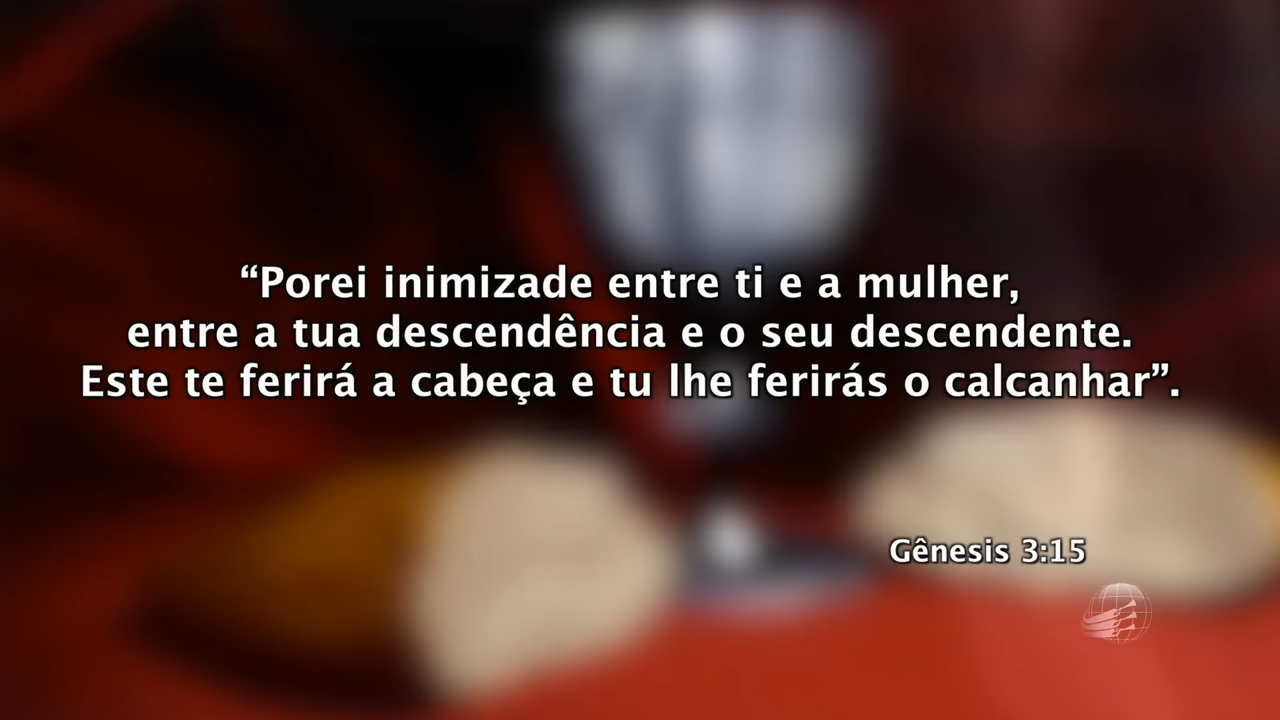 “Porei inimizade entre ti e a mulher,
entre a tua descendência e o seu descendente.
Este te ferirá a cabeça e tu lhe ferirás o calcanhar”.
Gênesis 3:15